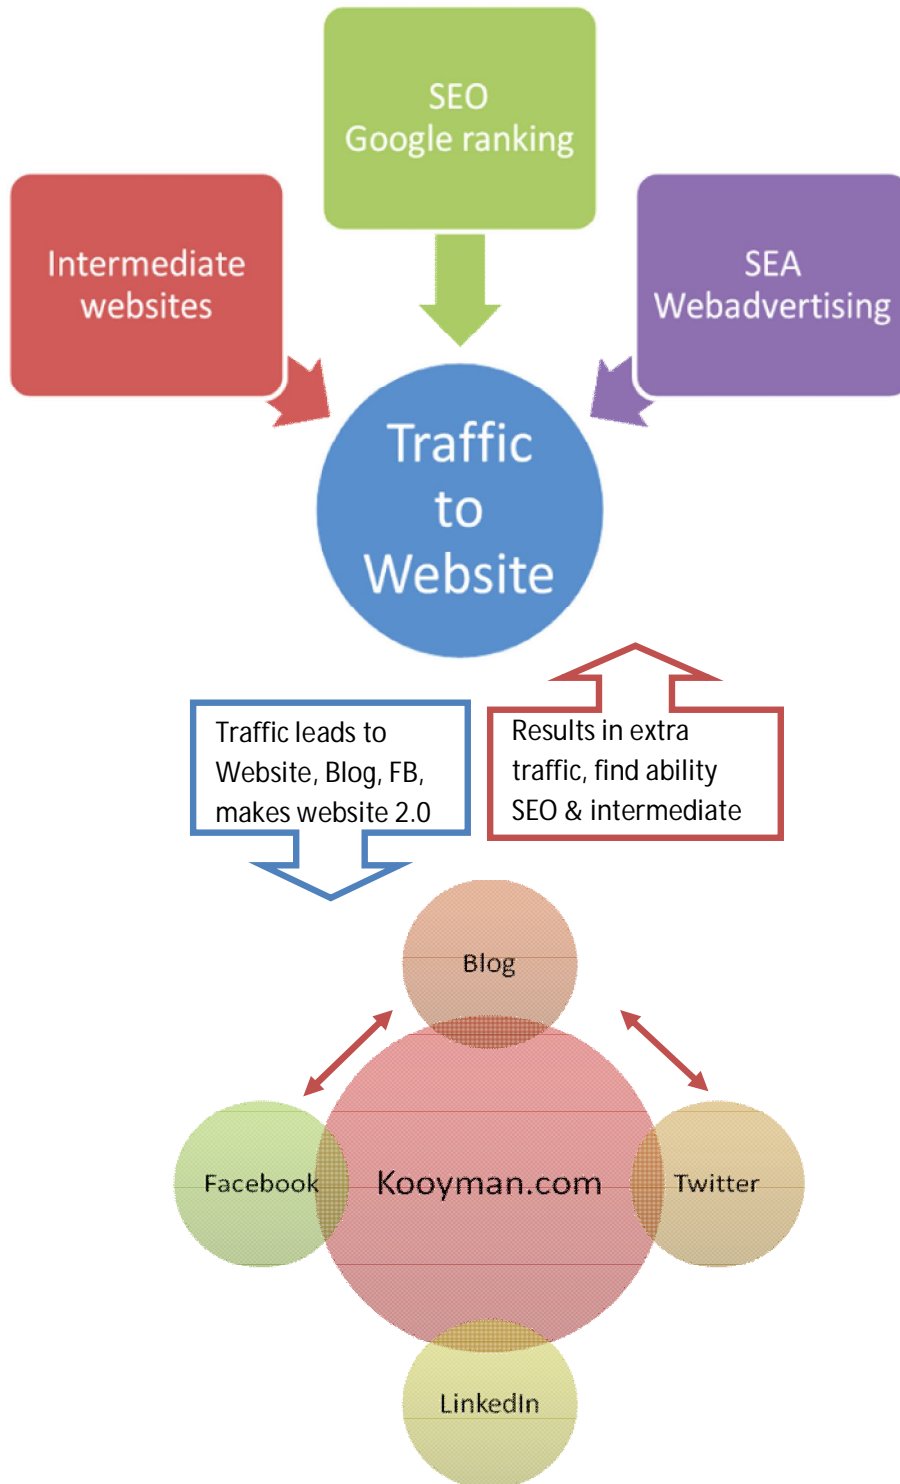 SEO
Google ranking
Intermediate
websites
SEA
Webadvertising
Traffic
to
Website
Traffic leads to
Website, Blog, FB,
makes website 2.0
Results in extra
traffic, find ability
SEO & intermediate
Blog
Facebook
Kooyman.com
Twitter
LinkedIn